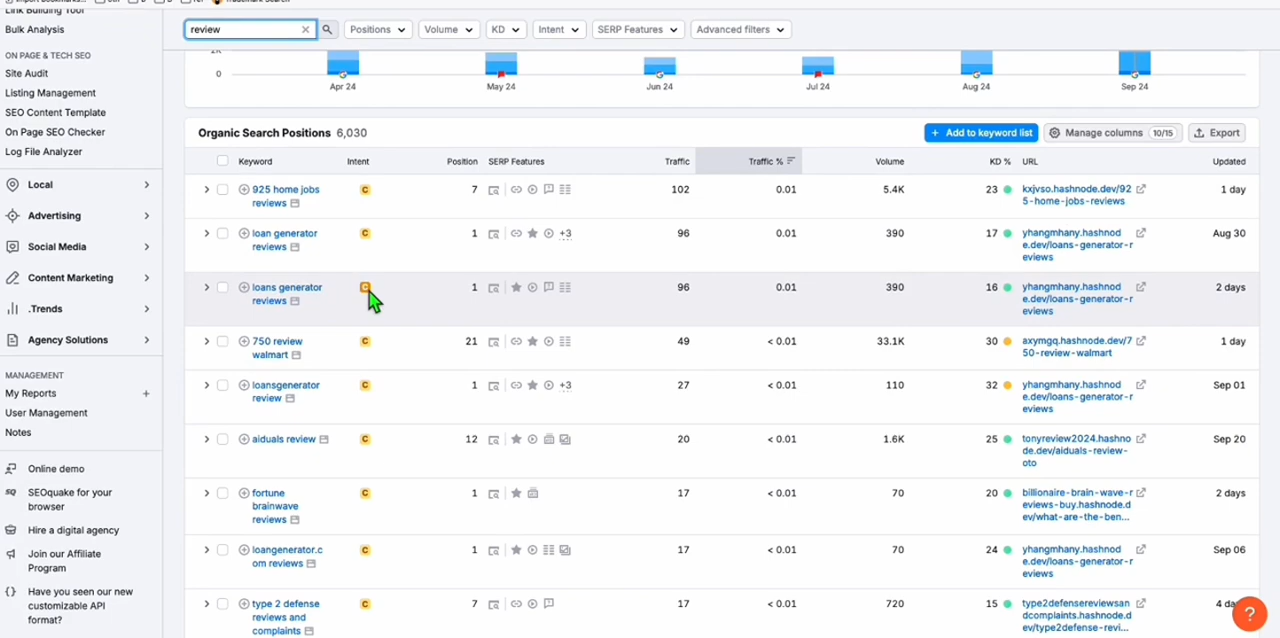 Link Building Tool
Bulk Analysis
ON PAGE & TECH SEO
Site Audit
Listing Management
SEO Content Template
On Page SEO Checker
Log File Analyzer
Local
Advertising
Social Media
Content Marketing
.Trends
Agency Solutions
MANAGEMENT
My Reports +
User Management
Notes
Online demo
SEOquake for your
browser
Hire a digital agency
Join our Affiliate
Program
Have you seen our new
customizable API
format?
review
Positions Volume KD Intent SERP Features Advanced filters
1K
0
Apr 24 May 24 Jun 24 Jul 24 Aug 24 Sep 24
Organic Search Positions 6,030
+ Add to keyword list Manage columns 10/15 Export
Keyword Intent Position SERP Features Traffic Traffic % Volume KD % URL Updated
925 home jobs C 7 102 0.01 5.4K 23 kxjvso.hashnode.dev/92 1 day
reviews 5-home-jobs-reviews
loan generator C 1 +3 96 0.01 390 17 yhangmhany.hashnod Aug 30
reviews e.dev/loans-generator-r
eviews
loans generator C 1 96 0.01 390 16 yhangmhany.hashnod 2 days
reviews e.dev/loans-generator-r
eviews
750 review C 21 49 < 0.01 33.1K 30 axymgq.hashnode.dev/7 1 day
walmart 50-review-walmart
loansgenerator C 1 +3 27 < 0.01 110 32 yhangmhany.hashnod Sep 01
review e.dev/loans-generator-r
eviews
aiduals review C 12 20 < 0.01 1.6K 25 tonyreview2024.hashno Sep 20
de.dev/aiduals-review-
oto
fortune C 1 17 < 0.01 70 20 billionaire-brain-wave-r 2 days
brainwave eviews-buy.hashnode.d
reviews ev/what-are-the-ben...
loangenerator.c C 1 17 < 0.01 70 24 yhangmhany.hashnod Sep 06
om reviews e.dev/loans-generator-r
eviews
type 2 defense C 7 17 < 0.01 720 15 type2defensereviewsan 4
reviews and dcomplaints.hashnode.d
complaints ev/type2defense-revi...
?